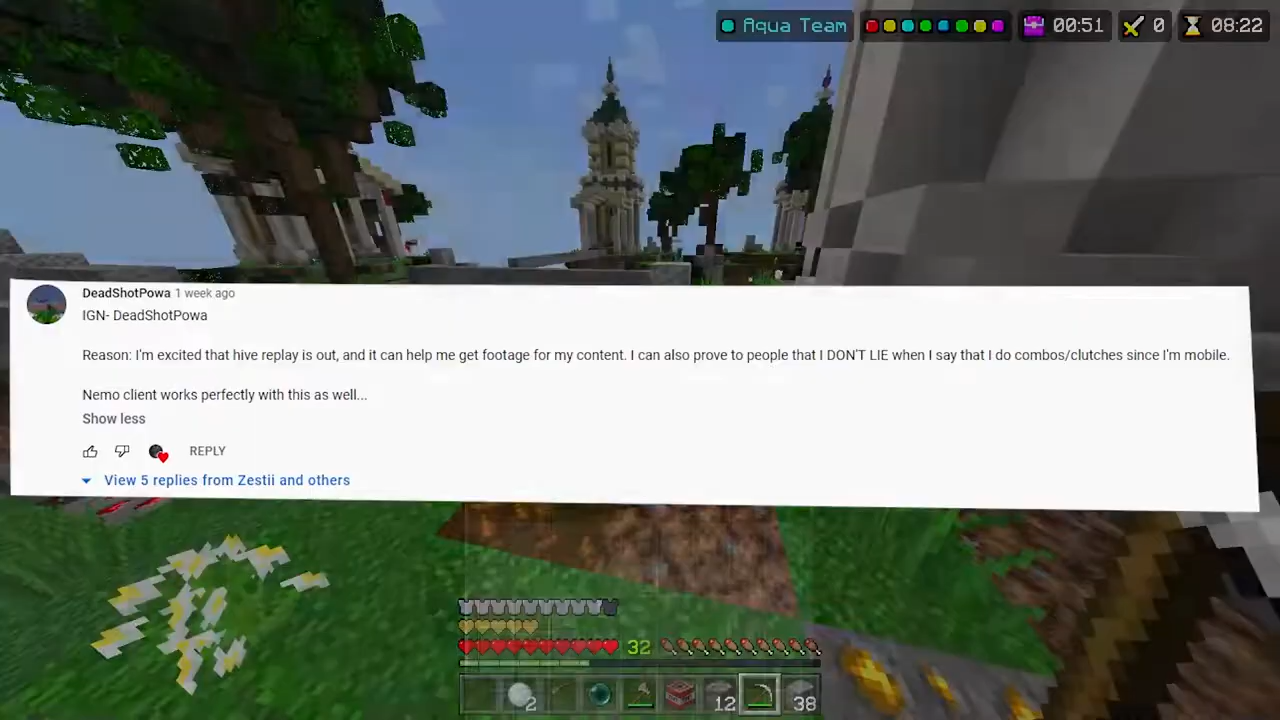 Aqua Team 00:51 0 08:22
DeadShotPowa 1 week ago
IGN- DeadShotPowa
Reason: I'm excited that hive replay is out, and it can help me get footage for my content. I can also prove to people that I DON'T LIE when I say that I do combos/clutches since I'm mobile.
Nemo client works perfectly with this as well...
Show less
REPLY
View 5 replies from Zestii and others
32
2 12 38